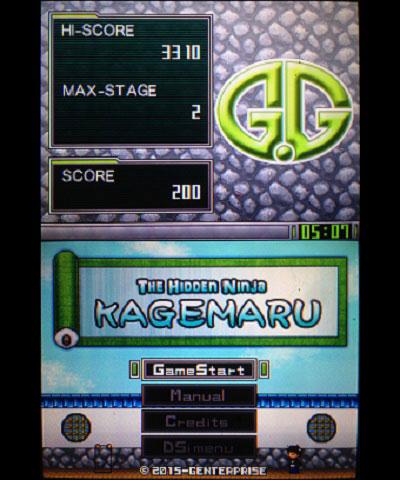 HI-SCORE
3310
MAX-STAGE
2
SCORE
200
G.G
05:07
THE HIDDEN NINJA
KAGEMARU
GameStart
Manual
Credits
DSimenu
© 2015-GENTERPRISE